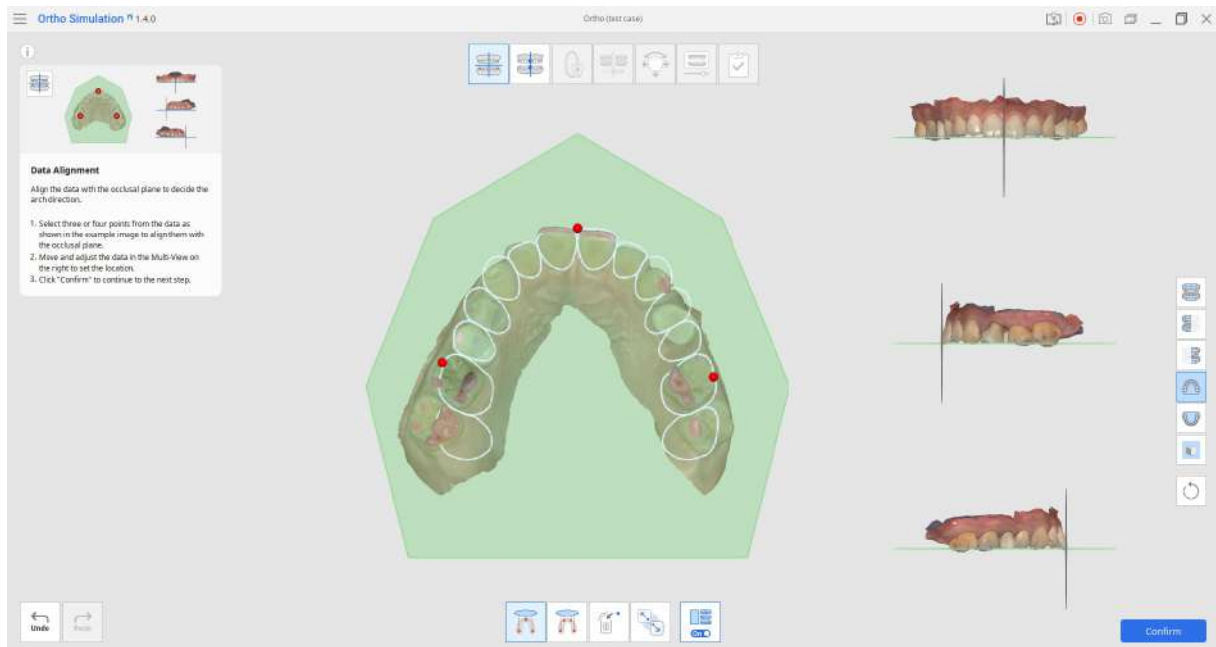 Ortho Simulation 1.4.0
Ortho (test case)
Data Alignment
Align the data with the occlusal plane to decide the
arch direction.
1. Select three or four points from the data as
shown in the example image to align them with
the occlusal plane.
2. Move and adjust the data in the Multi-View on
the right to set the location.
3. Click "Confirm" to continue to the next step.
Undo
Redo
On
Confirm